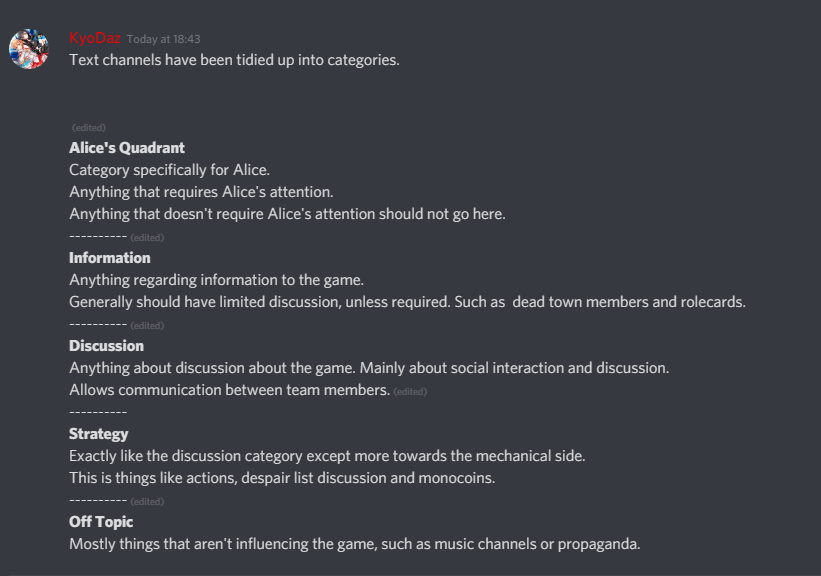 KyoDaz Today at 18:43
Text channels have been tidied up into categories.
(edited)
Alice's Quadrant
Category specifically for Alice.
Anything that requires Alice's attention.
Anything that doesn't require Alice's attention should not go here.
---------- (edited)
Information
Anything regarding information to the game.
Generally should have limited discussion, unless required. Such as  dead town members and rolecards.
---------- (edited)
Discussion
Anything about discussion about the game. Mainly about social interaction and discussion.
Allows communication between team members. (edited)
----------
Strategy
Exactly like the discussion category except more towards the mechanical side.
This is things like actions, despair list discussion and monocoins.
---------- (edited)
Off Topic
Mostly things that aren't influencing the game, such as music channels or propaganda.